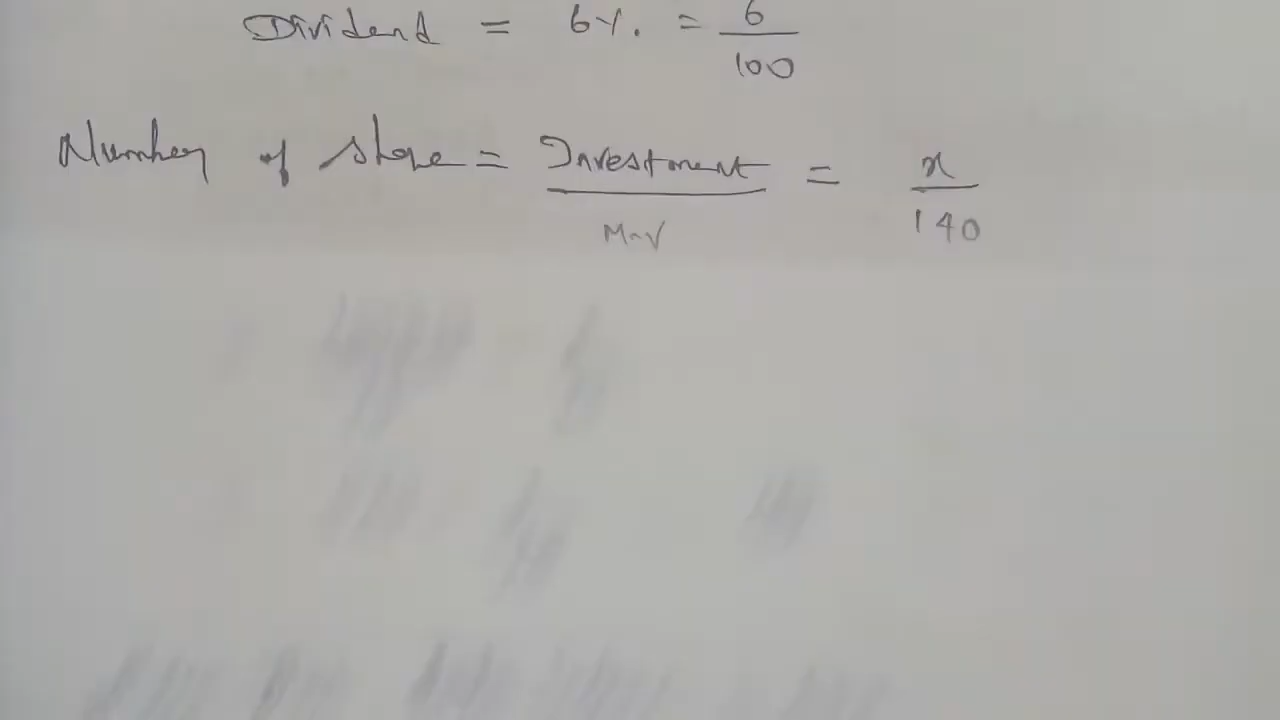 Dividend = 6%. = 6/100
Number of share = Investment/M.V = x/140